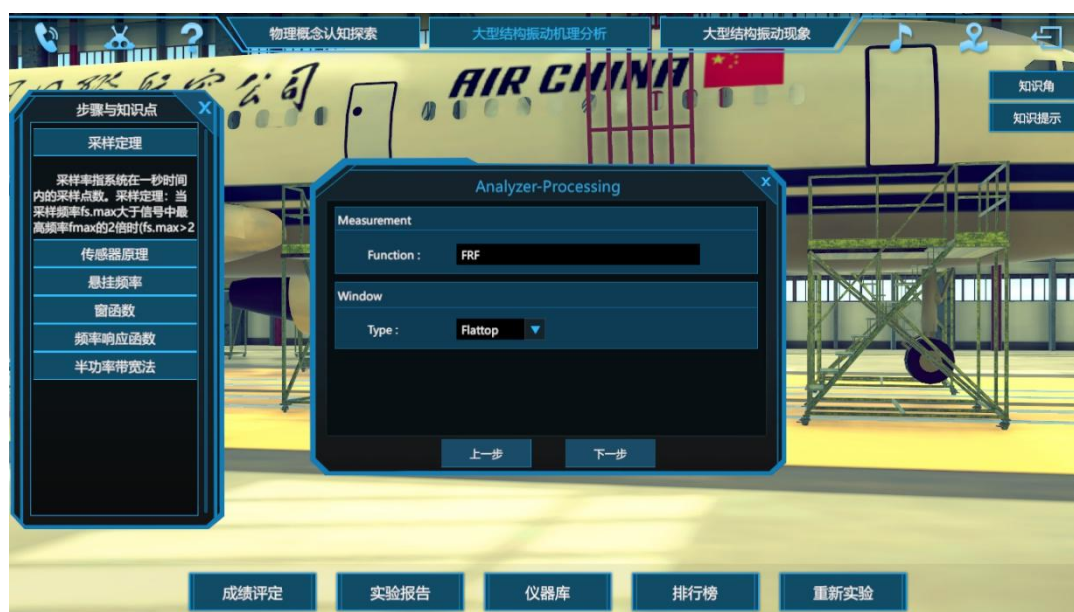 物理概念认知探索
大型结构振动机理分析
大型结构振动现象
公司
AIR CHINA
知识角
知识提示
步骤与知识点
X
采样定理
采样率指系统在一秒时间
内的采样点数。采样定理：当
采样频率fs.max大于信号中最
高频率fmax的2倍时(fs.max>2
传感器原理
悬挂频率
窗函数
频率响应函数
半功率带宽法
Analyzer-Processing
X
Measurement
Function :
FRF
Window
Type :
Flattop
上一步
下一步
成绩评定
实验报告
仪器库
排行榜
重新实验